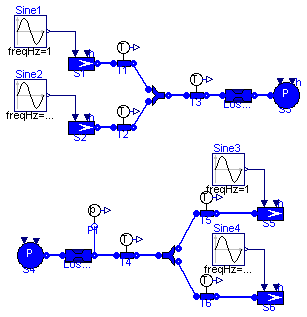 Sine1
freqHz=1
S1
T
T1
Sine2
freqHz=...
S2
T
T2
T
T3
Los...
P
h
S3
Sine3
freqHz=1
T
T5
S5
Sine4
freqHz=...
T
T6
S6
P
S4
Los...
p
T
T4